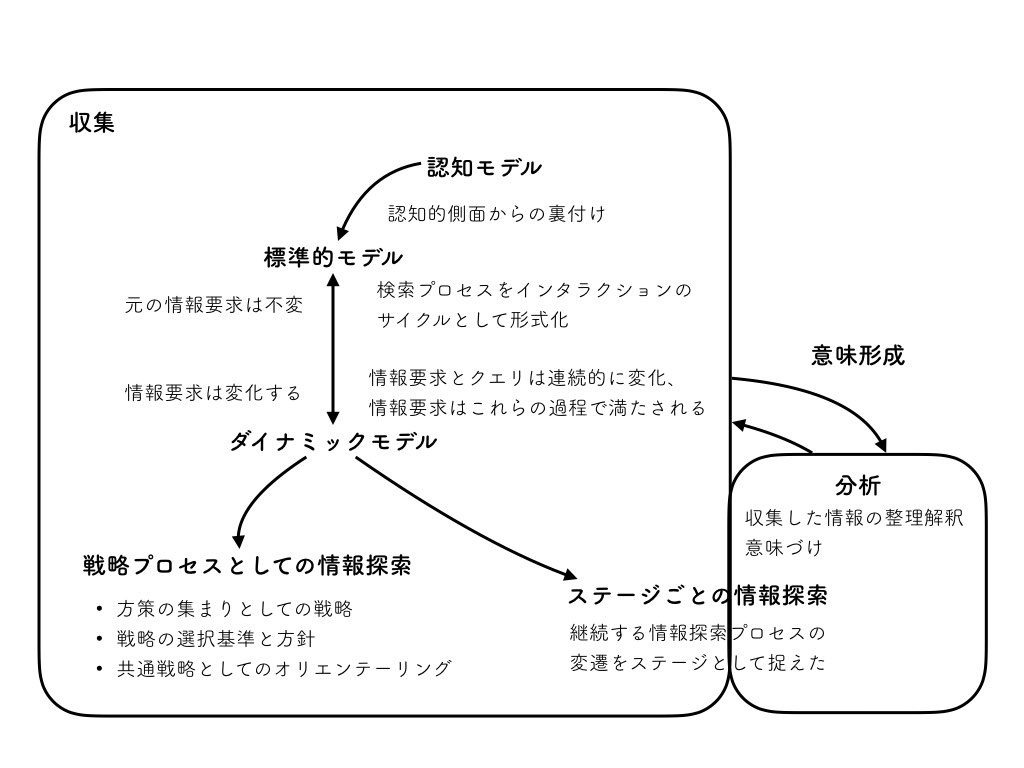 収集
認知モデル
認知的側面からの裏付け
標準的モデル
元の情報要求は不変
検索プロセスをインタラクションの
サイクルとして形式化
情報要求は変化する
情報要求とクエリは連続的に変化、
情報要求はこれらの過程で満たされる
ダイナミックモデル
戦略プロセスとしての情報探索
• 方策の集まりとしての戦略
• 戦略の選択基準と方針
• 共通戦略としてのオリエンテーリング
ステージごとの情報探索
継続する情報探索プロセスの
変遷をステージとして捉えた
意味形成
分析
収集した情報の整理解釈
意味づけ